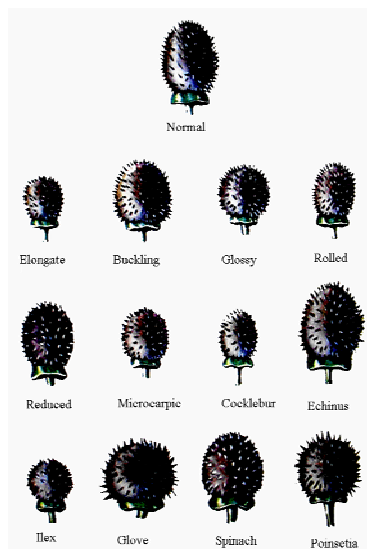 Normal
Elongate
Buckling
Glossy
Rolled
Reduced
Microcarpic
Cocklebur
Echinus
Ilex
Glove
Spinach
Poinsetia